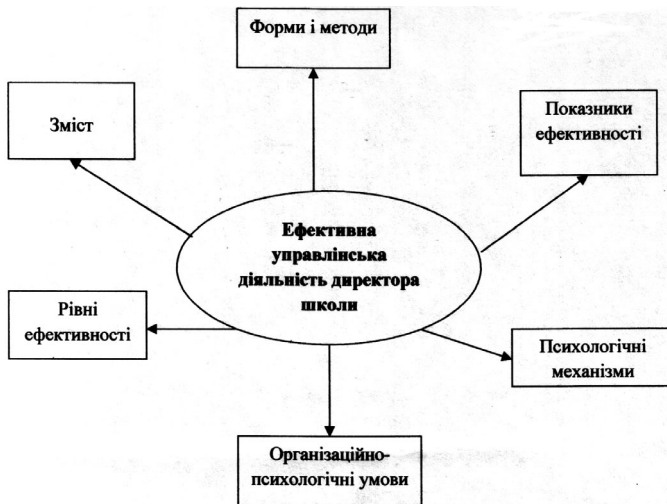 Форми і методи
Зміст
Показники
ефективності
Ефективна
управлінська
діяльність директора
школи
Рівні
ефективності
Психологічні
механізми
Організаційно-
психологічні умови